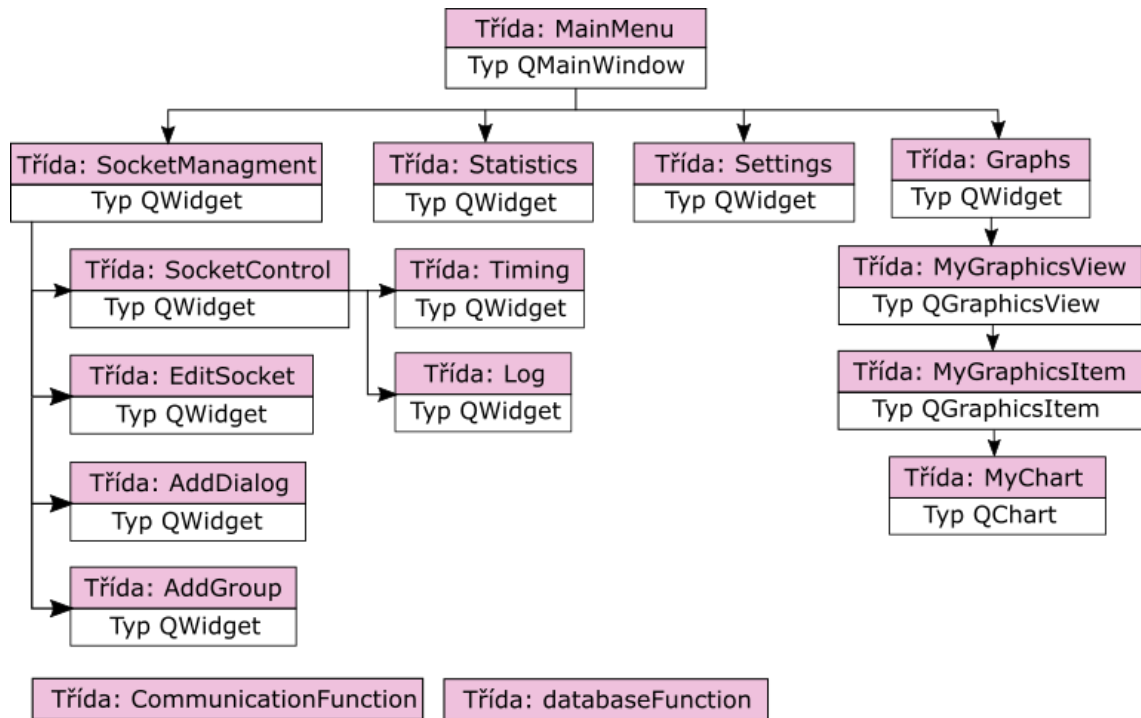 Třída: MainMenu
Typ QMainWindow
Třída: SocketManagment
Typ QWidget
Třída: Statistics
Typ QWidget
Třída: Settings
Typ QWidget
Třída: Graphs
Typ QWidget
Třída: SocketControl
Typ QWidget
Třída: Timing
Typ QWidget
Třída: MyGraphicsView
Typ QGraphicsView
Třída: EditSocket
Typ QWidget
Třída: Log
Typ QWidget
Třída: MyGraphicsItem
Typ QGraphicsItem
Třída: AddDialog
Typ QWidget
Třída: MyChart
Typ QChart
Třída: AddGroup
Typ QWidget
Třída: CommunicationFunction
Třída: databaseFunction